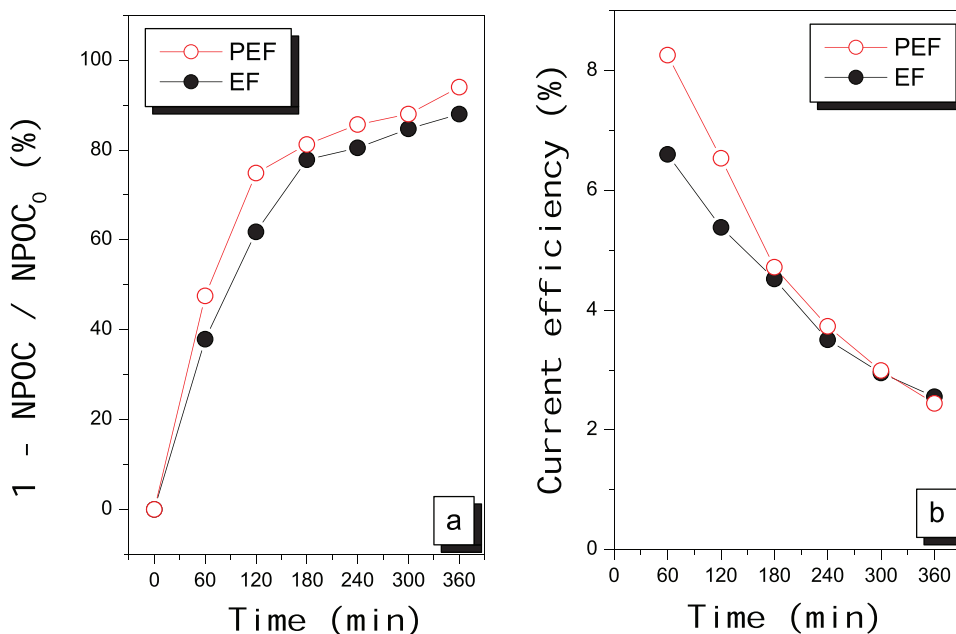 PEF
EF
1 - NPOC / NPOC₀ (%)
100
80
60
40
20
0
0 60 120 180 240 300 360
Time (min)
a
PEF
EF
Current efficiency (%)
8
6
4
2
0
0 60 120 180 240 300 360
Time (min)
b